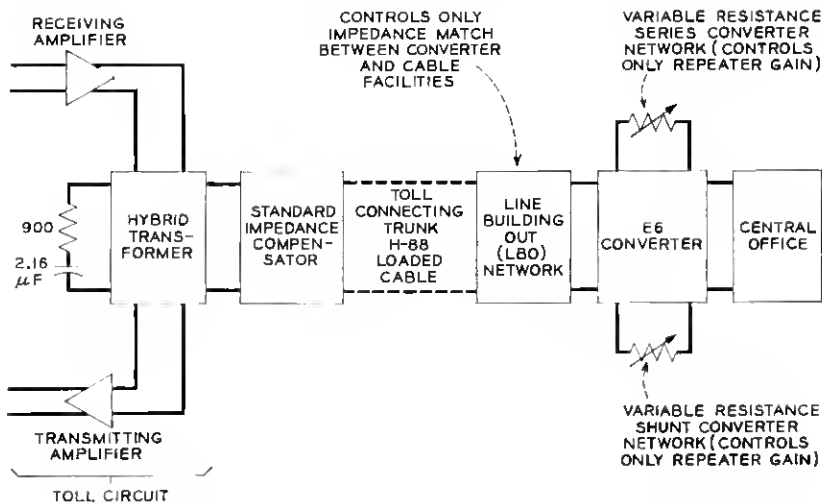 RECEIVING
AMPLIFIER
CONTROLS ONLY
IMPEDANCE MATCH
BETWEEN CONVERTER
AND CABLE
FACILITIES
VARIABLE RESISTANCE
SERIES CONVERTER
NETWORK (CONTROLS
ONLY REPEATER GAIN)
900
2.16
μF
HYBRID
TRANS-
FORMER
STANDARD
IMPEDANCE
COMPEN-
SATOR
TOLL
CONNECTING
TRUNK
H-88
LOADED
CABLE
LINE
BUILDING
OUT
(LBO)
NETWORK
E6
CONVERTER
CENTRAL
OFFICE
TRANSMITTING
AMPLIFIER
TOLL CIRCUIT
VARIABLE RESISTANCE
SHUNT CONVERTER
NETWORK (CONTROLS
ONLY REPEATER GAIN)